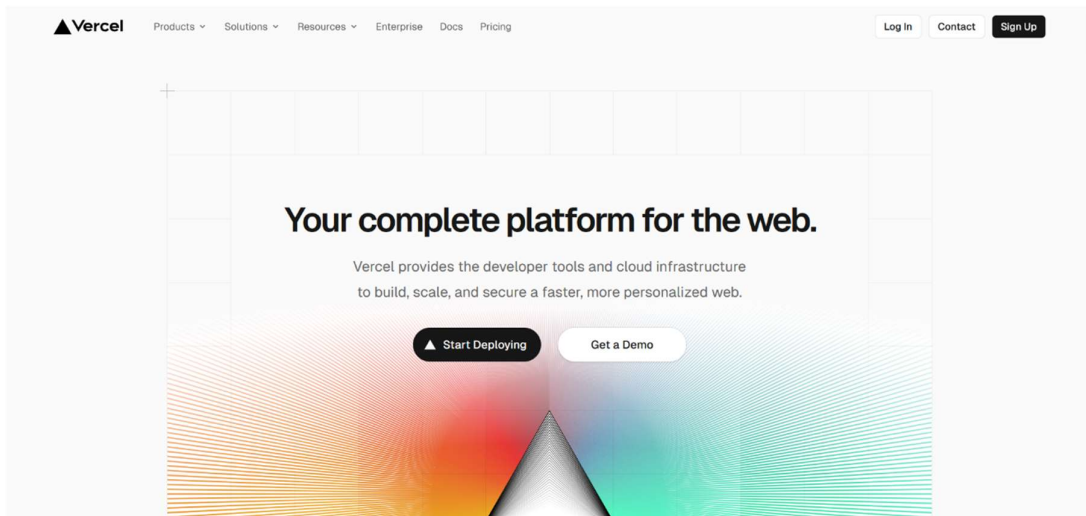 Vercel
Products
Solutions
Resources
Enterprise
Docs
Pricing
Log In
Contact
Sign Up
Your complete platform for the web.
Vercel provides the developer tools and cloud infrastructure
to build, scale, and secure a faster, more personalized web.
Start Deploying
Get a Demo